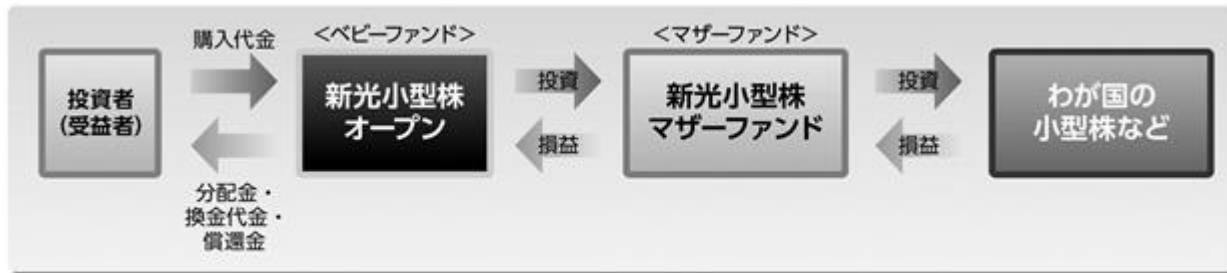 購入代金
<ベビーファンド>
<マザーファンド>
投資者
(受益者)
新光小型株
オープン
投資
損益
新光小型株
マザーファンド
投資
損益
わが国の
小型株など
分配金・
換金代金・
償還金